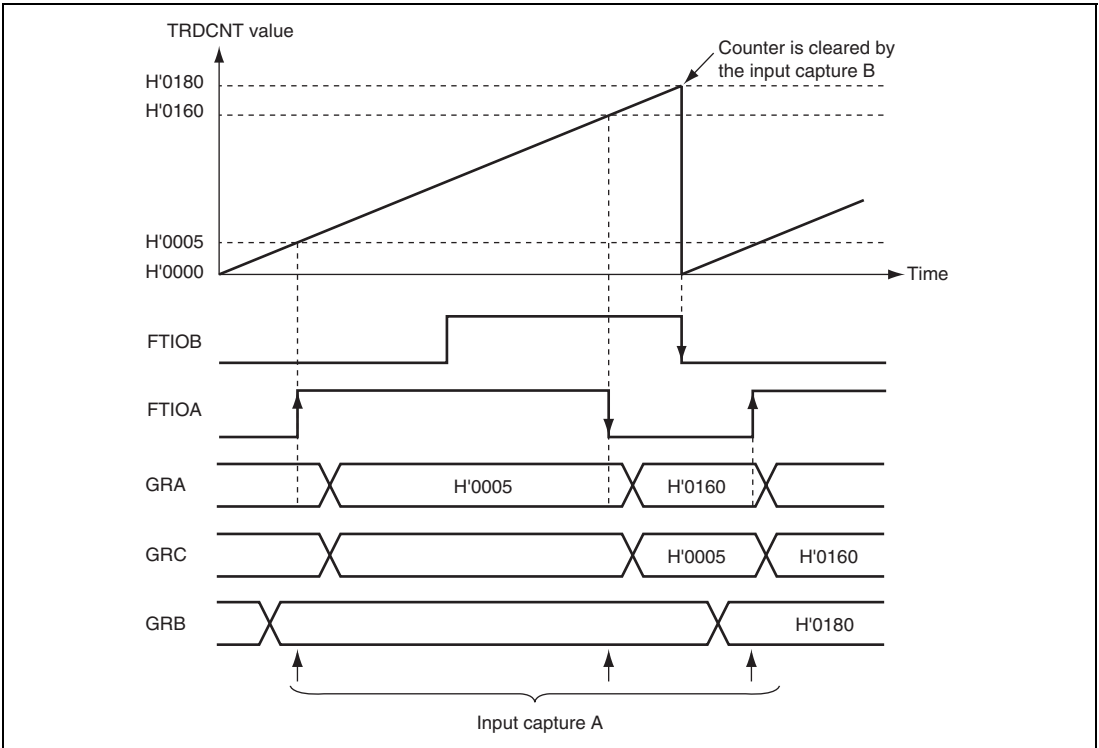 TRDCNT value
Counter is cleared by
the input capture B
H'0180
H'0160
H'0005
H'0000
Time
FTIOB
FTIOA
GRA
H'0005
H'0160
GRC
H'0005
H'0160
GRB
H'0180
Input capture A